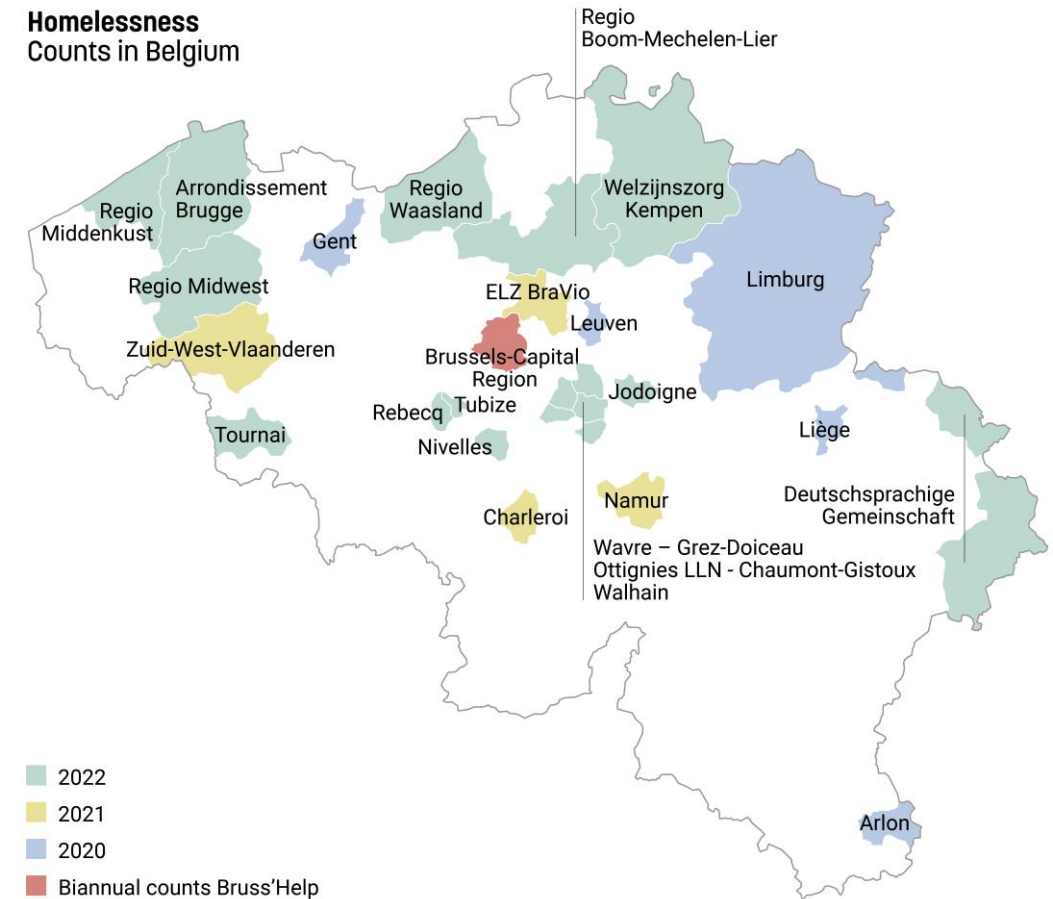 Homelessness
Counts in Belgium
Regio
Boom-Mechelen-Lier
Arrondissement
Brugge
Regio
Middenkust
Regio
Waasland
Welzijnszorg
Kempen
Gent
Regio Midwest
Limburg
ELZ BraVio
Leuven
Zuid-West-Vlaanderen
Brussels-Capital
Region
Jodoigne
Rebecq
Tubize
Tournai
Nivelles
Liège
Charleroi
Namur
Deutschsprachige
Gemeinschaft
Wavre – Grez-Doiceau
Ottignies LLN - Chaumont-Gistoux
Walhain
Arlon
2022
2021
2020
Biannual counts Bruss'Help